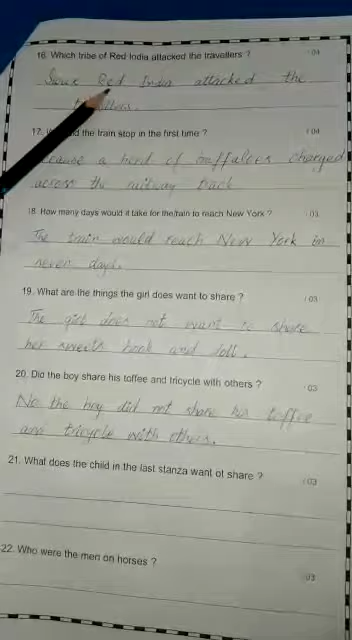 16. Which tribe of Red India attacked the travellers ? :04
Soux Red India attacked the
17. did the train stop in the first time ? :04
cause a herd of buffaloes charged
across the railway track
18. How many days would it take for the train to reach New York ? :03
The train would reach New York in
seven days.
19. What are the things the girl does want to share ? :03
The girl does not want to share
her sweets book and doll.
20. Did the boy share his toffee and tricycle with others ? :03
No the boy did not share his toffee
and tricycle with others.
21. What does the child in the last stanza want ot share ? :03
22. Who were the men on horses ? :03